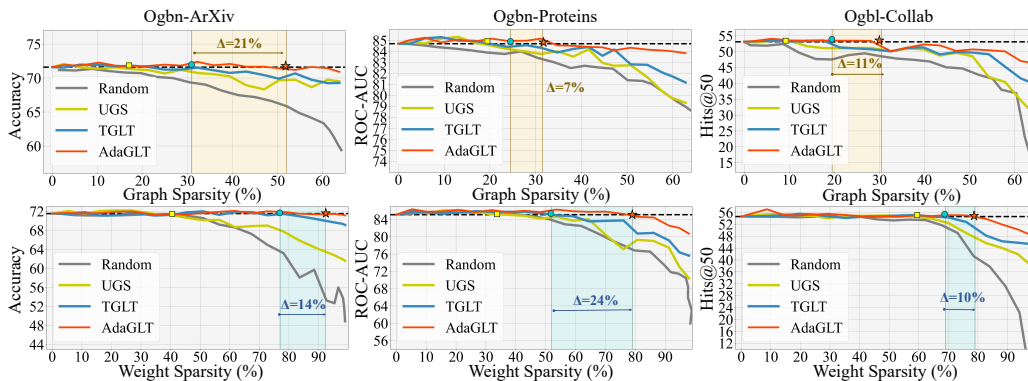 Ogbn-ArXiv
75
70
65
60
Accuracy
Δ=21%
Random
UGS
TGLT
AdaGLT
0 10 20 30 40 50 60
Graph Sparsity (%)
Ogbn-Proteins
85
84
83
82
81
80
79
78
77
76
75
74
73
ROC-AUC
Δ=7%
Random
UGS
TGLT
AdaGLT
0 10 20 30 40 50 60
Graph Sparsity (%)
Ogbl-Collab
55
50
45
40
35
30
25
20
15
Hits@50
Δ=11%
Random
UGS
TGLT
AdaGLT
0 10 20 30 40 50 60
Graph Sparsity (%)
72
68
64
60
56
52
48
44
Accuracy
Δ=14%
Random
UGS
TGLT
AdaGLT
0 10 20 30 40 50 60 70 80 90
Weight Sparsity (%)
84
80
76
72
68
64
60
56
ROC-AUC
Δ=24%
Random
UGS
TGLT
AdaGLT
0 10 20 30 40 50 60 70 80 90
Weight Sparsity (%)
56
52
48
44
40
36
32
28
24
20
16
12
Hits@50
Δ=10%
Random
UGS
TGLT
AdaGLT
0 10 20 30 40 50 60 70 80 90
Weight Sparsity (%)